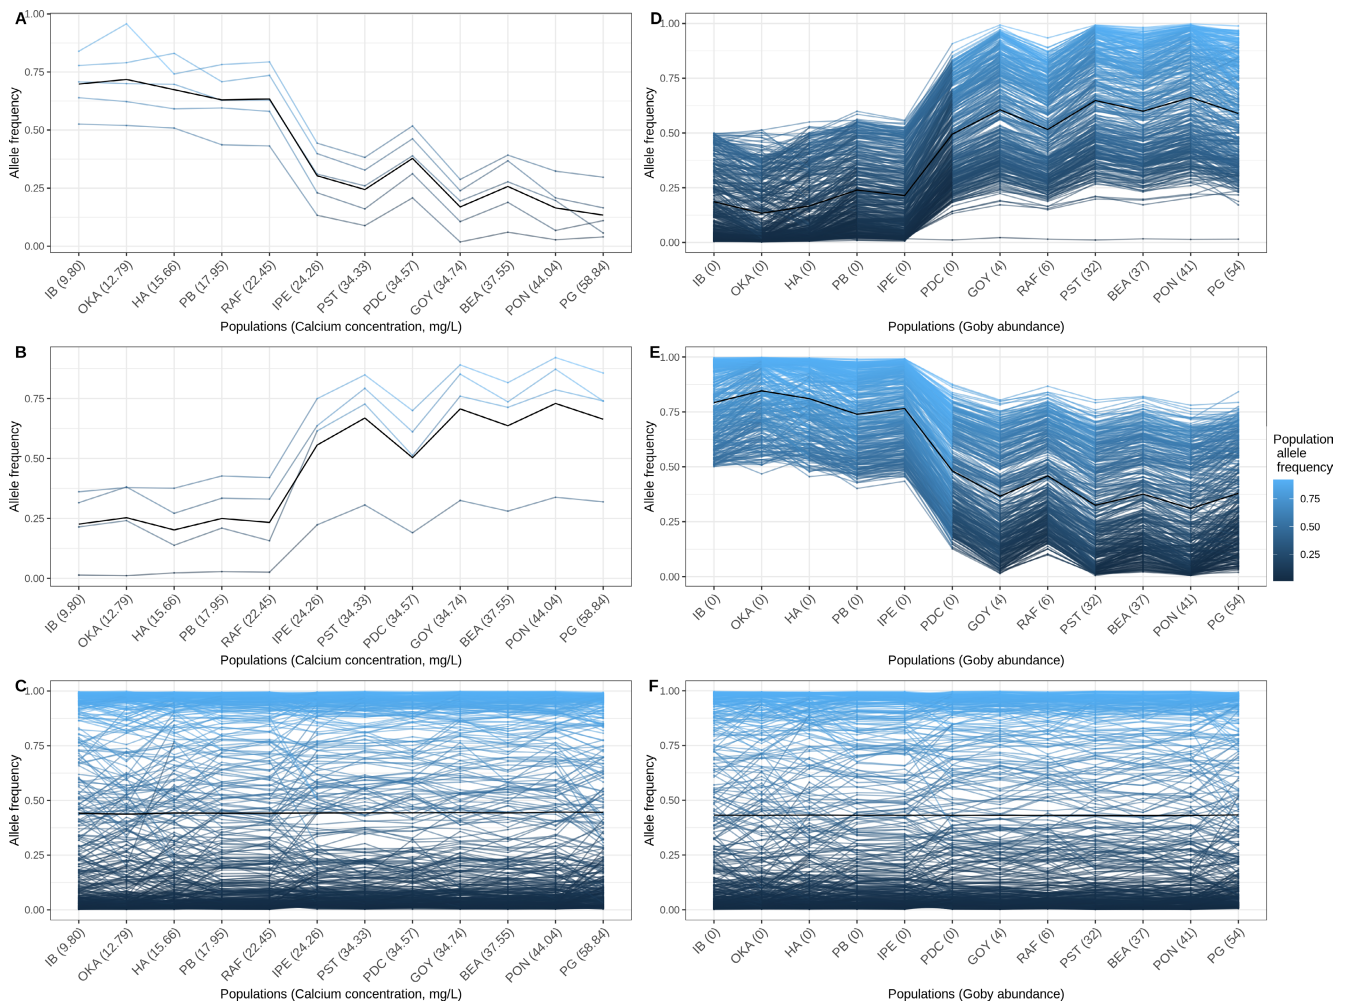 A
1.00
0.75
0.50
0.25
0.00
Allele frequency
IB (9.80)
OKA (12.79)
HA (15.66)
PB (17.95)
RAF (22.45)
IPE (24.26)
PST (34.33)
PDC (34.57)
GOY (34.74)
BEA (37.55)
PON (44.04)
PG (58.84)
Populations (Calcium concentration, mg/L)
D
1.00
0.75
0.50
0.25
0.00
Allele frequency
IB (0)
OKA (0)
HA (0)
PB (0)
IPE (0)
PDC (0)
GOY (4)
RAF (6)
PST (32)
BEA (37)
PON (41)
PG (54)
Populations (Goby abundance)
B
0.75
0.50
0.25
0.00
Allele frequency
IB (9.80)
OKA (12.79)
HA (15.66)
PB (17.95)
RAF (22.45)
IPE (24.26)
PST (34.33)
PDC (34.57)
GOY (34.74)
BEA (37.55)
PON (44.04)
PG (58.84)
Populations (Calcium concentration, mg/L)
E
1.00
0.75
0.50
0.25
0.00
Allele frequency
IB (0)
OKA (0)
HA (0)
PB (0)
IPE (0)
PDC (0)
GOY (4)
RAF (6)
PST (32)
BEA (37)
PON (41)
PG (54)
Populations (Goby abundance)
Population
allele
frequency
0.75
0.50
0.25
C
1.00
0.75
0.50
0.25
0.00
Allele frequency
IB (9.80)
OKA (12.79)
HA (15.66)
PB (17.95)
RAF (22.45)
IPE (24.26)
PST (34.33)
PDC (34.57)
GOY (34.74)
BEA (37.55)
PON (44.04)
PG (58.84)
Populations (Calcium concentration, mg/L)
F
1.00
0.75
0.50
0.25
0.00
Allele frequency
IB (0)
OKA (0)
HA (0)
PB (0)
IPE (0)
PDC (0)
GOY (4)
RAF (6)
PST (32)
BEA (37)
PON (41)
PG (54)
Populations (Goby abundance)